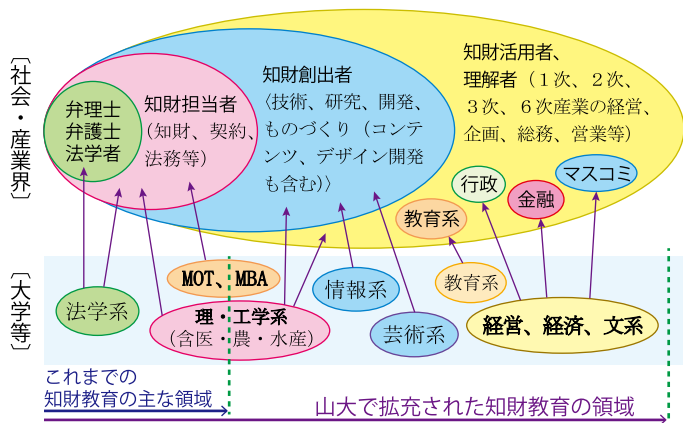 〔社会・産業界〕
弁理士
弁護士
法学者
知財担当者
（知財、契約、
法務等）
知財創出者
〈技術、研究、開発、
ものづくり（コンテ
ンツ、デザイン開発
も含む）〉
知財活用者、
理解者（１次、２次、
３次、６次産業の経営、
企画、総務、営業等）
教育系
行政
金融
マスコミ
〔大学等〕
法学系
MOT、MBA
理・工学系
（含医・農・水産）
情報系
芸術系
教育系
経営、経済、文系
これまでの
知財教育の主な領域
山大で拡充された知財教育の領域